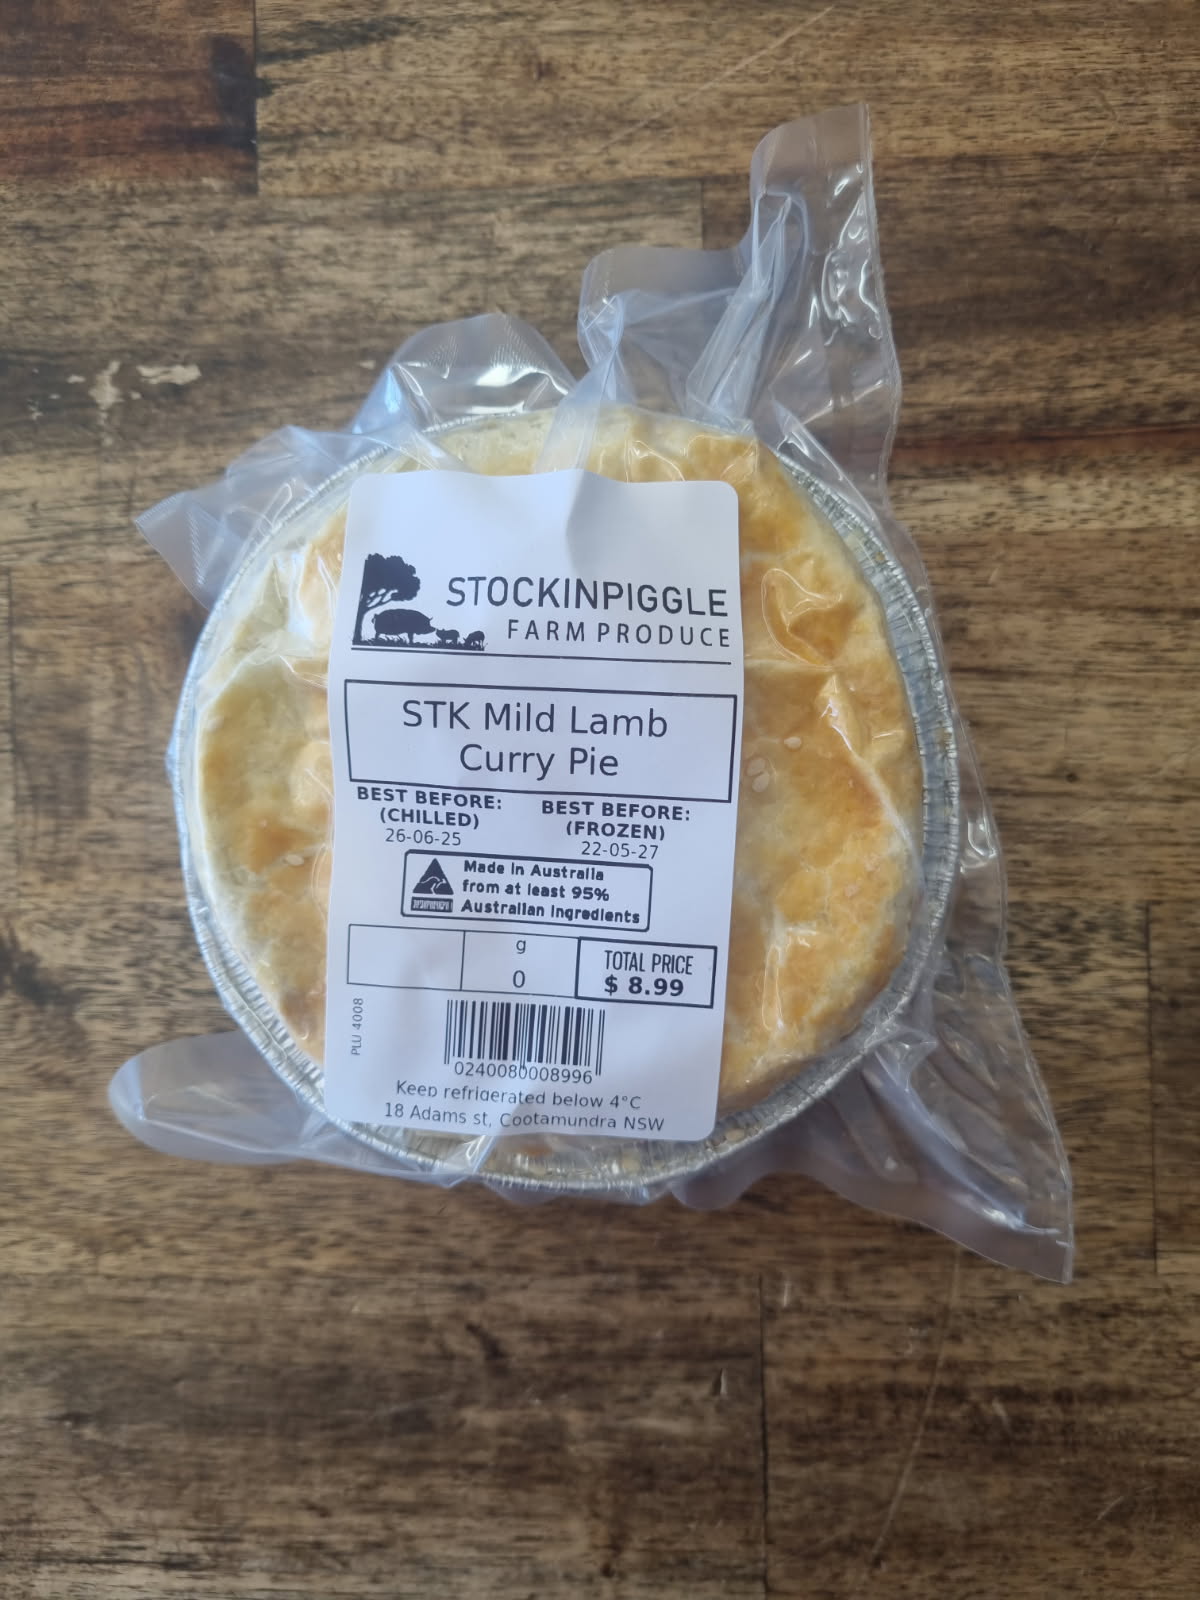 STOCKINPIGGLE
FARM PRODUCE
STK Mild Lamb
Curry Pie
BEST BEFORE:
(CHILLED)
26-06-25
BEST BEFORE:
(FROZEN)
22-05-27
Made in Australia
from at least 95%
Australian ingredients
g
0
TOTAL PRICE
$ 8.99
PLU 4008
0240080008996
Keep refrigerated below 4°C
18 Adams st, Cootamundra NSW